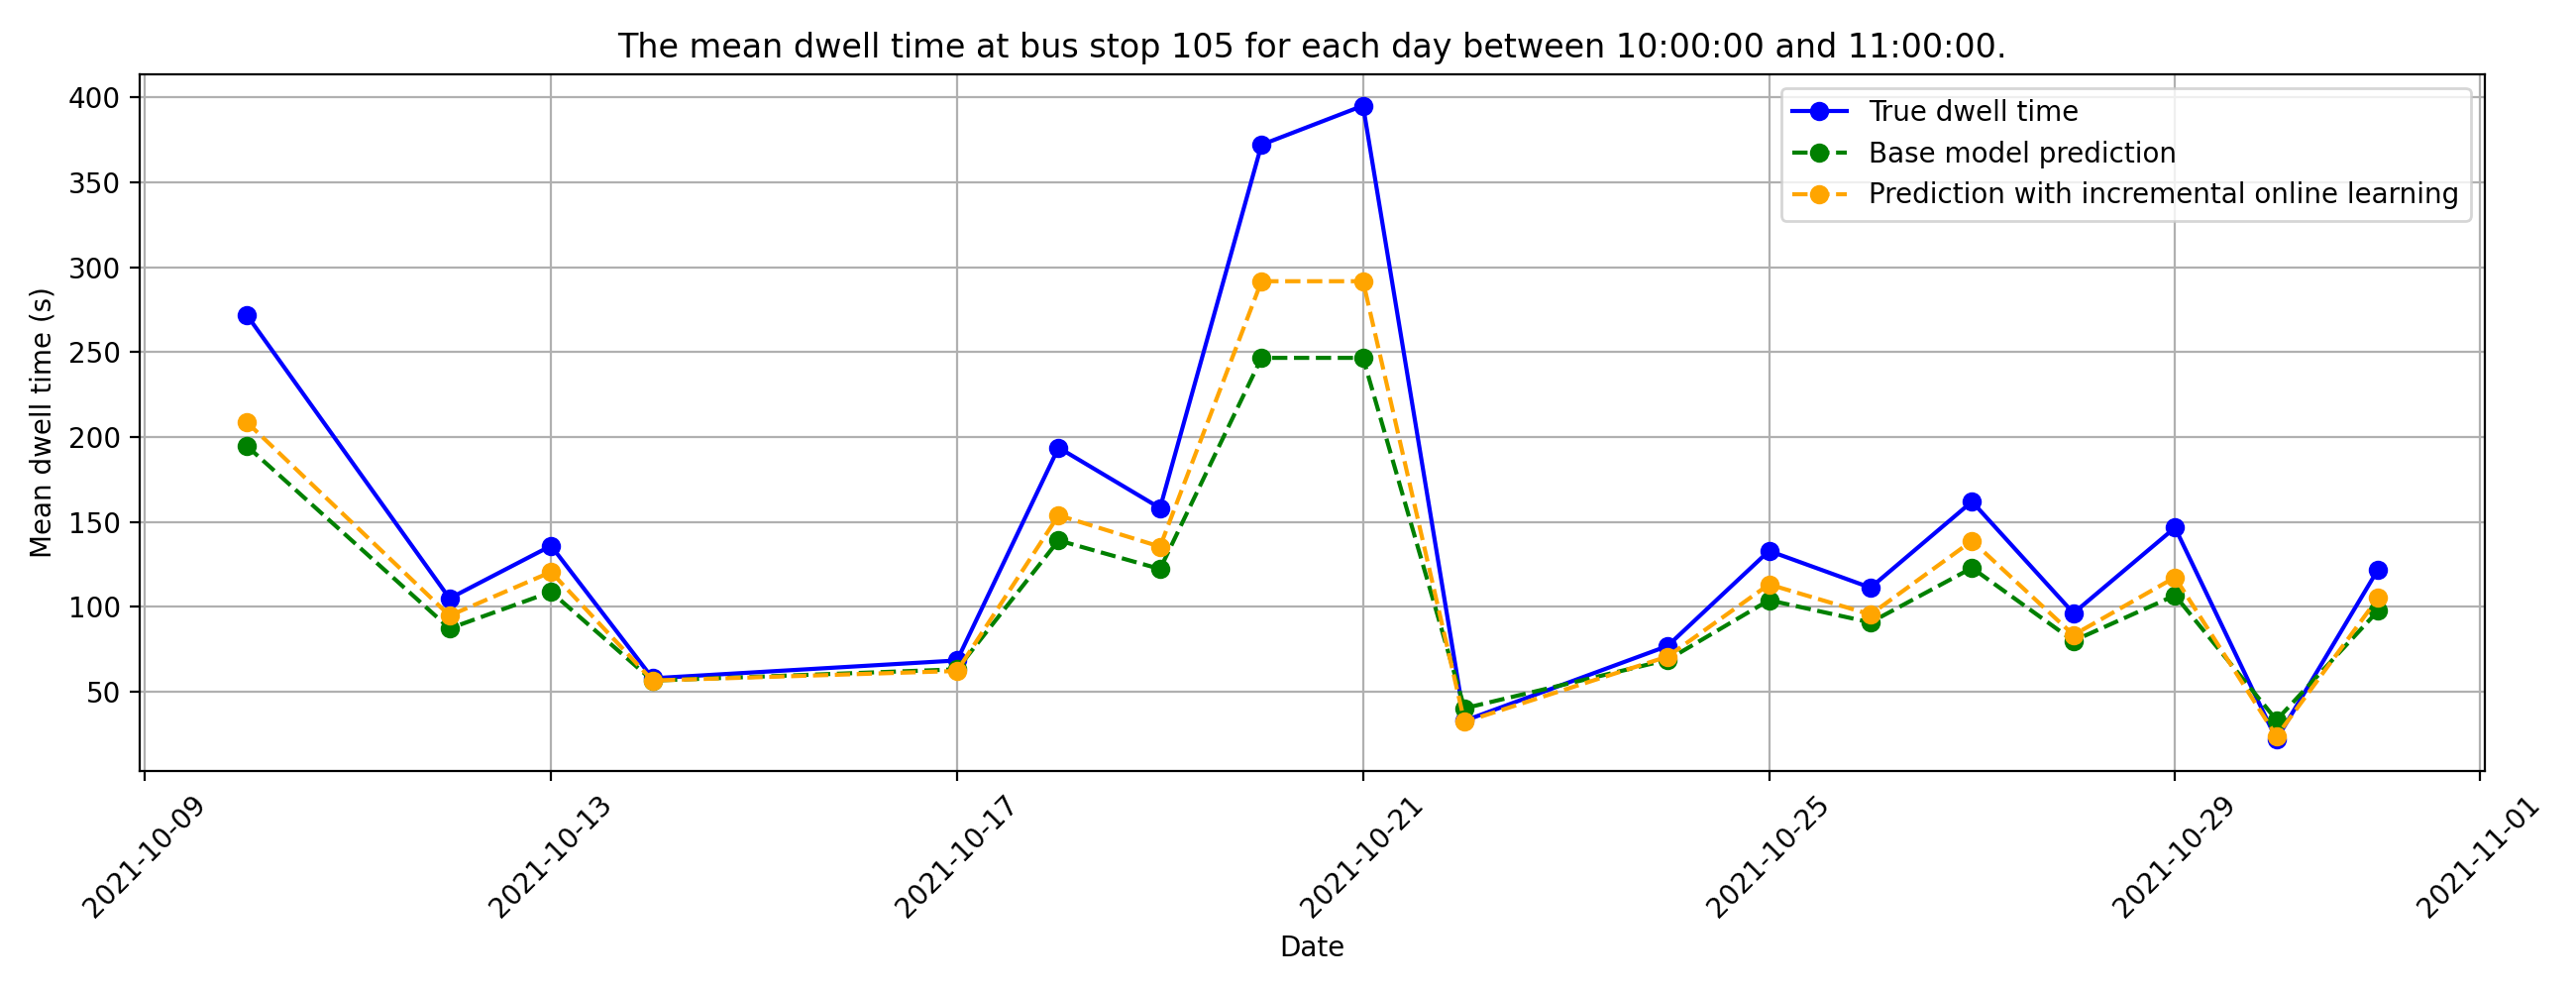 The mean dwell time at bus stop 105 for each day between 10:00:00 and 11:00:00.
True dwell time
Base model prediction
Prediction with incremental online learning
Mean dwell time (s)
400
350
300
250
200
150
100
50
2021-10-09
2021-10-13
2021-10-17
2021-10-21
2021-10-25
2021-10-29
2021-11-01
Date